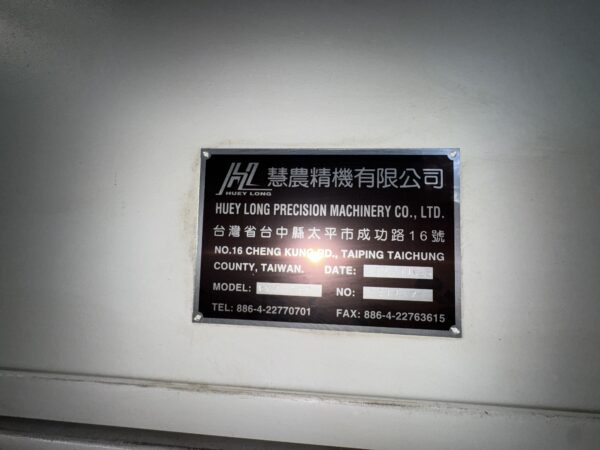 HL 慧農精機有限公司
HUEY LONG
HUEY LONG PRECISION MACHINERY CO., LTD.
台灣省台中縣太平市成功路16號
NO.16 CHENG KUNG RD., TAIPING TAICHUNG
COUNTY, TAIWAN. DATE:
MODEL: NO:
TEL: 886-4-22770701 FAX: 886-4-22763615